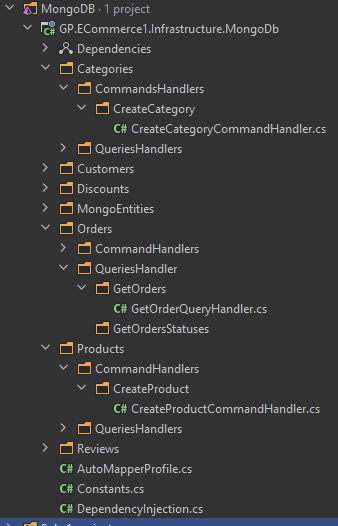 MongoDB · 1 project
GP.ECommerce1.Infrastructure.MongoDb
Dependencies
Categories
CommandsHandlers
CreateCategory
C# CreateCategoryCommandHandler.cs
QueriesHandlers
Customers
Discounts
MongoEntities
Orders
CommandHandlers
QueriesHandler
GetOrders
C# GetOrderQueryHandler.cs
GetOrdersStatuses
Products
CommandHandlers
CreateProduct
C# CreateProductCommandHandler.cs
QueriesHandlers
Reviews
C# AutoMapperProfile.cs
C# Constants.cs
C# DependencyInjection.cs